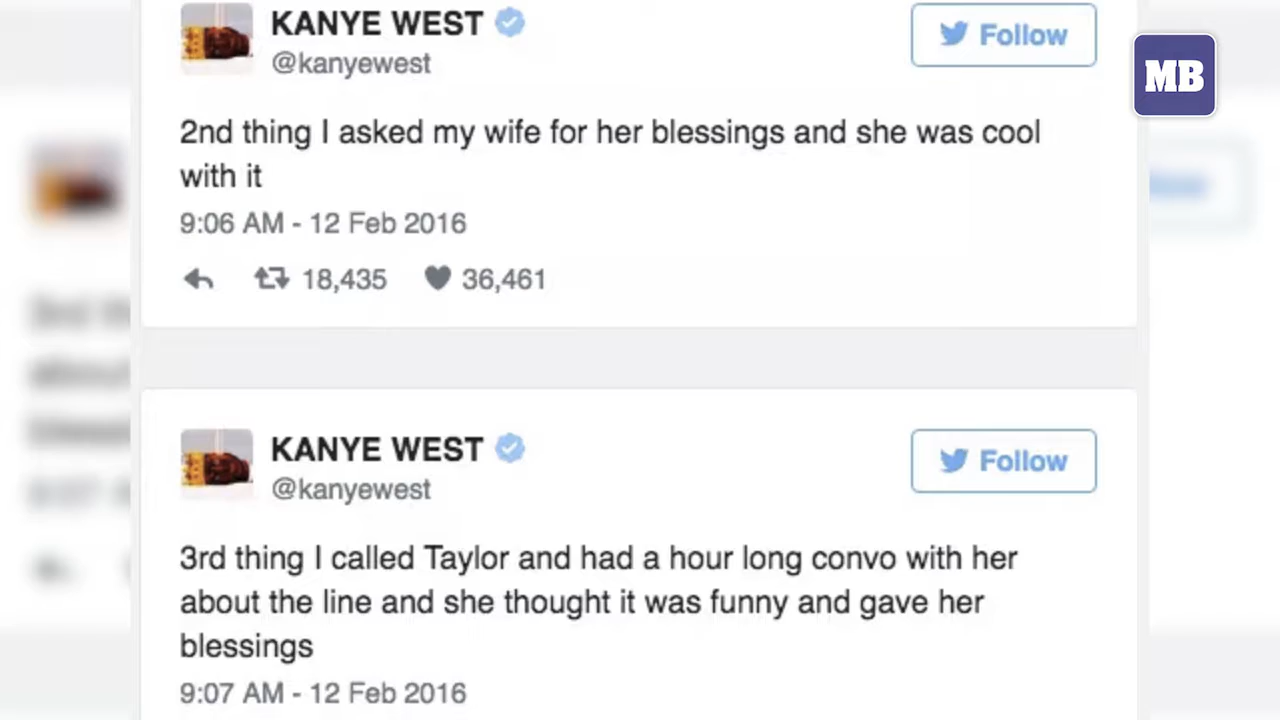 KANYE WEST
Follow
MB
@kanyewest
2nd thing I asked my wife for her blessings and she was cool
with it
9:06 AM - 12 Feb 2016
18,435 36,461
KANYE WEST
Follow
@kanyewest
3rd thing I called Taylor and had a hour long convo with her
about the line and she thought it was funny and gave her
blessings
9:07 AM - 12 Feb 2016